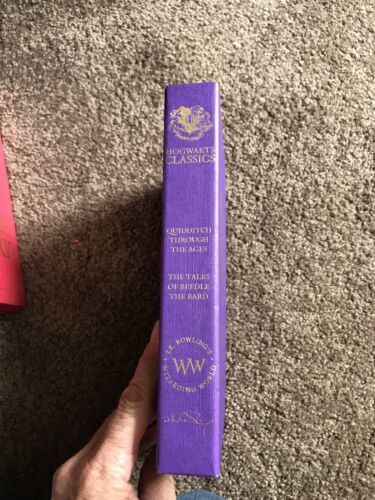 HOGWARTS
CLASSICS
QUIDDITCH
THROUGH
THE AGES
THE TALES
OF BEEDLE
THE BARD
· J.K. ROWLING'S ·
WW
WIZARDING WORLD